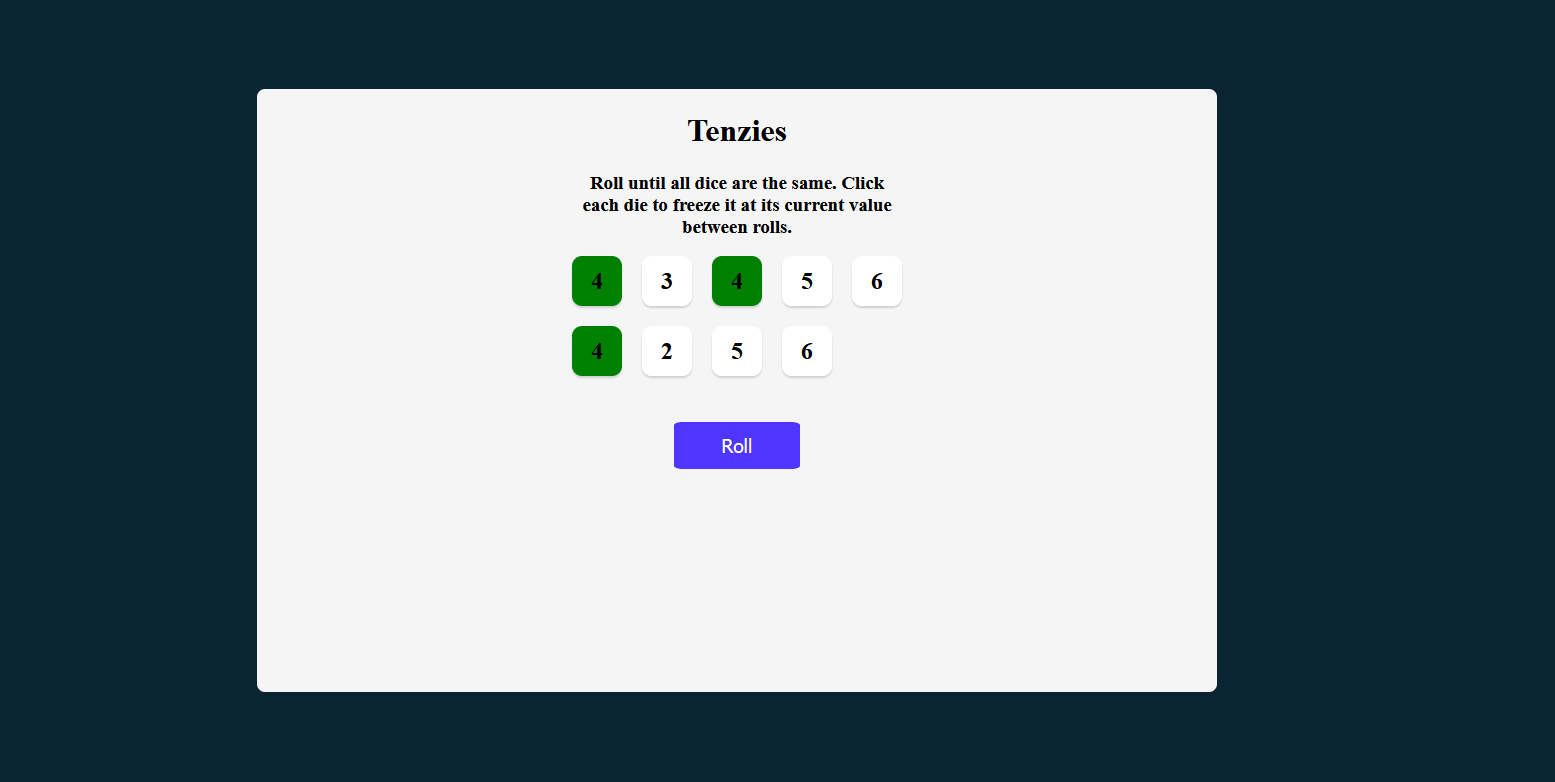 Tenzies
Roll until all dice are the same. Click
each die to freeze it at its current value
between rolls.
4 3 4 5 6
4 2 5 6
Roll